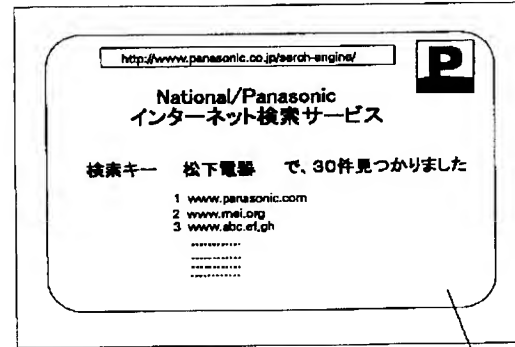 http://www.panasonic.co.jp/serch-engine/
P
National/Panasonic
インターネット検索サービス
検索キー 松下電器 で、30件見つかりました
1 www.panasonic.com
2 www.mei.org
3 www.abc.ef.gh